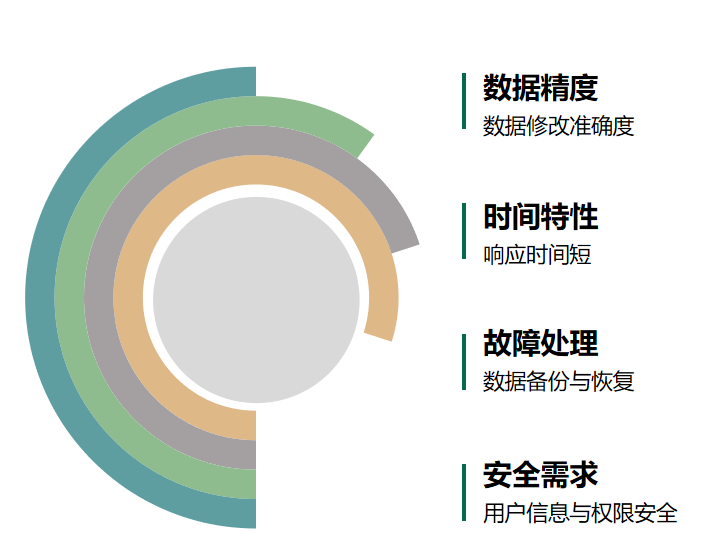 数据精度
数据修改准确度
时间特性
响应时间短
故障处理
数据备份与恢复
安全需求
用户信息与权限安全